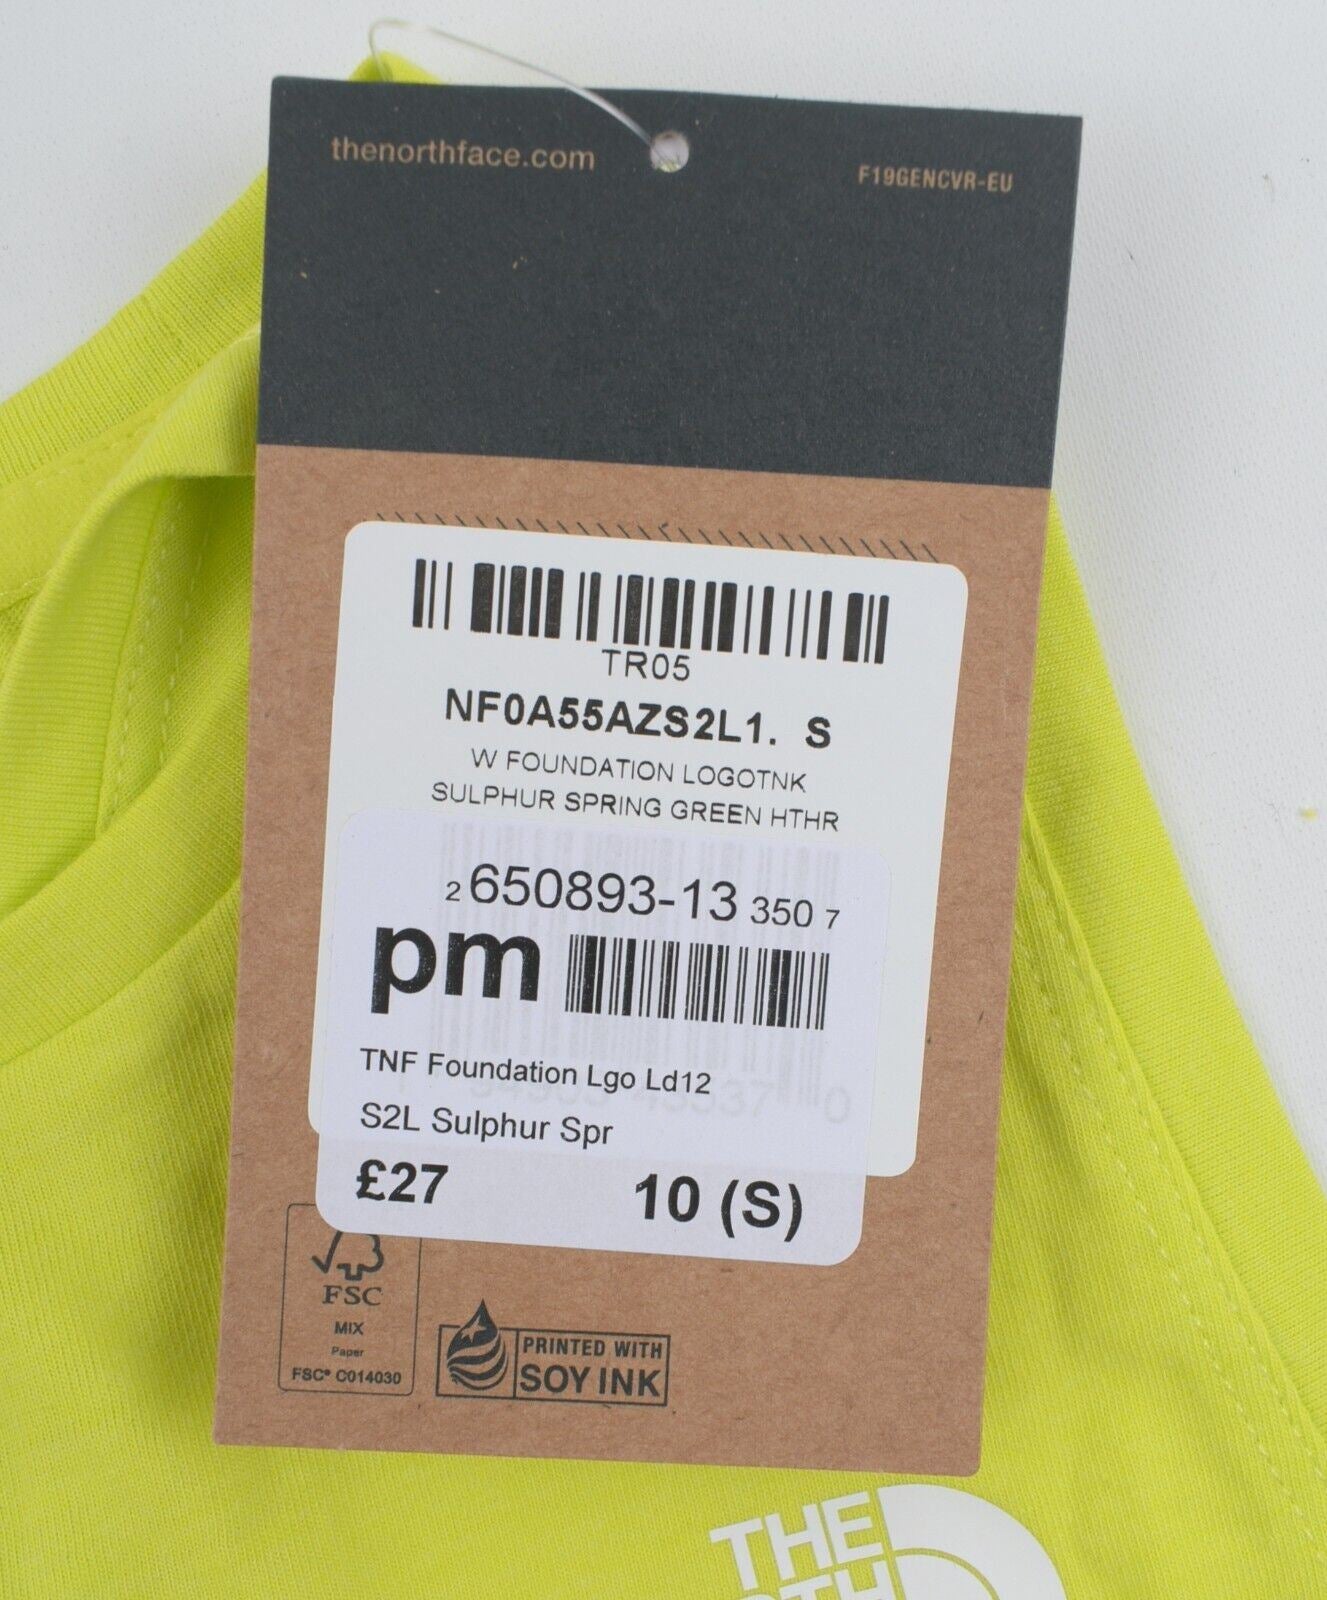 thenorthface.com
F19GENCVR-EU
TR05
NF0A55AZS2L1. S
W FOUNDATION LOGOTNK
SULPHUR SPRING GREEN HTHR
2 650893-13 350 7
pm
TNF Foundation Lgo Ld12
S2L Sulphur Spr
£27 10 (S)
FSC
MIX
Paper
FSC® C014030
PRINTED WITH
SOY INK
THE